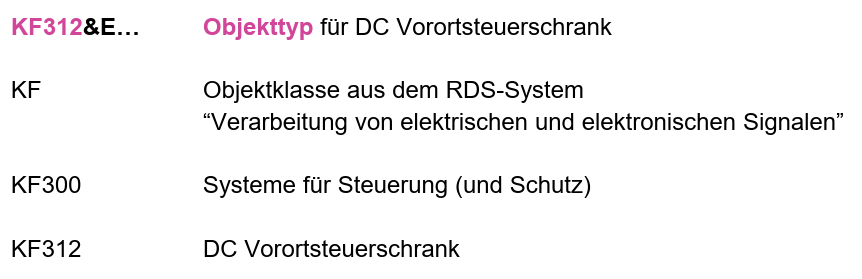 KF312&E… Objekttyp für DC Vorortsteuerschrank
KF Objektklasse aus dem RDS-System
“Verarbeitung von elektrischen und elektronischen Signalen”
KF300 Systeme für Steuerung (und Schutz)
KF312 DC Vorortsteuerschrank